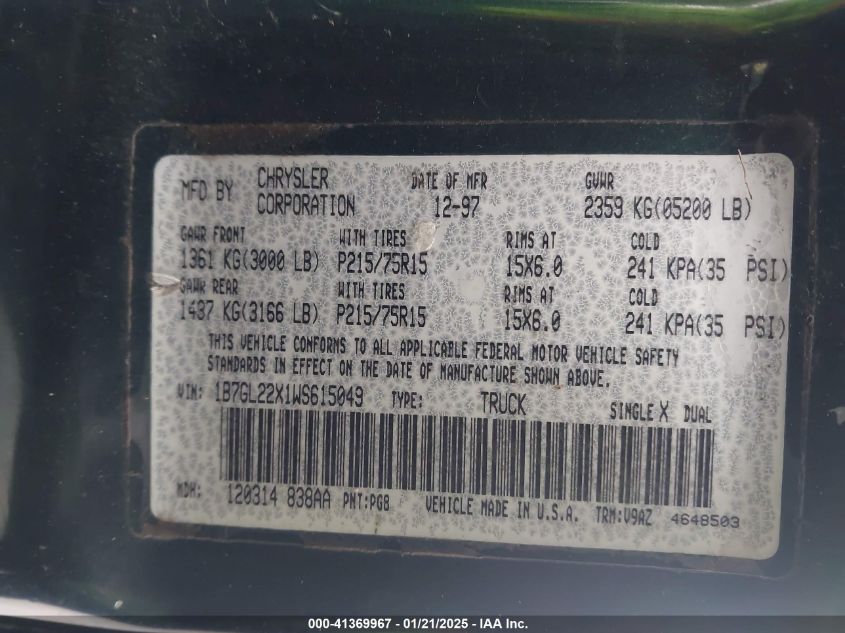 MFD BY CHRYSLER CORPORATION DATE OF MFR 12-97 GVWR 2359 KG(05200 LB)
GAWR FRONT WITH TIRES RIMS AT COLD
1361 KG(3000 LB) P215/75R15 15X6.0 241 KPA(35 PSI)
GAWR REAR WITH TIRES RIMS AT COLD
1437 KG(3166 LB) P215/75R15 15X6.0 241 KPA(35 PSI)
THIS VEHICLE CONFORMS TO ALL APPLICABLE FEDERAL MOTOR VEHICLE SAFETY
STANDARDS IN EFFECT ON THE DATE OF MANUFACTURE SHOWN ABOVE.
VIN: 1B7GL22X1WS615049 TYPE: TRUCK SINGLE X DUAL
MDH: 120314 838AA PNT:PG8 VEHICLE MADE IN U.S.A. TRM:V9AZ 4648503
000-41369967 - 01/21/2025 - IAA Inc.